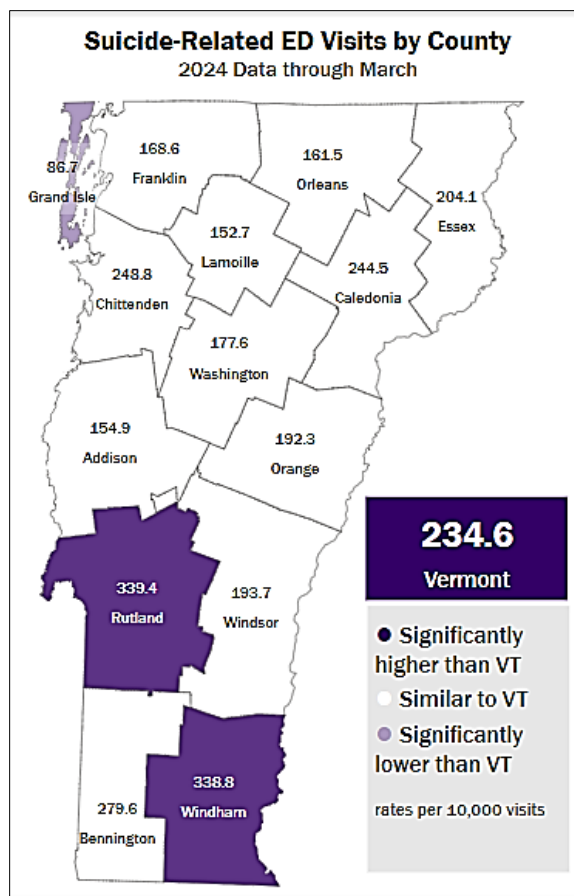 Suicide-Related ED Visits by County
2024 Data through March
86.7
Grand Isle
168.6
Franklin
161.5
Orleans
204.1
Essex
152.7
Lamoille
248.8
Chittenden
244.5
Caledonia
177.6
Washington
154.9
Addison
192.3
Orange
234.6
Vermont
339.4
Rutland
193.7
Windsor
Significantly
higher than VT
Similar to VT
Significantly
lower than VT
rates per 10,000 visits
279.6
Bennington
338.8
Windham